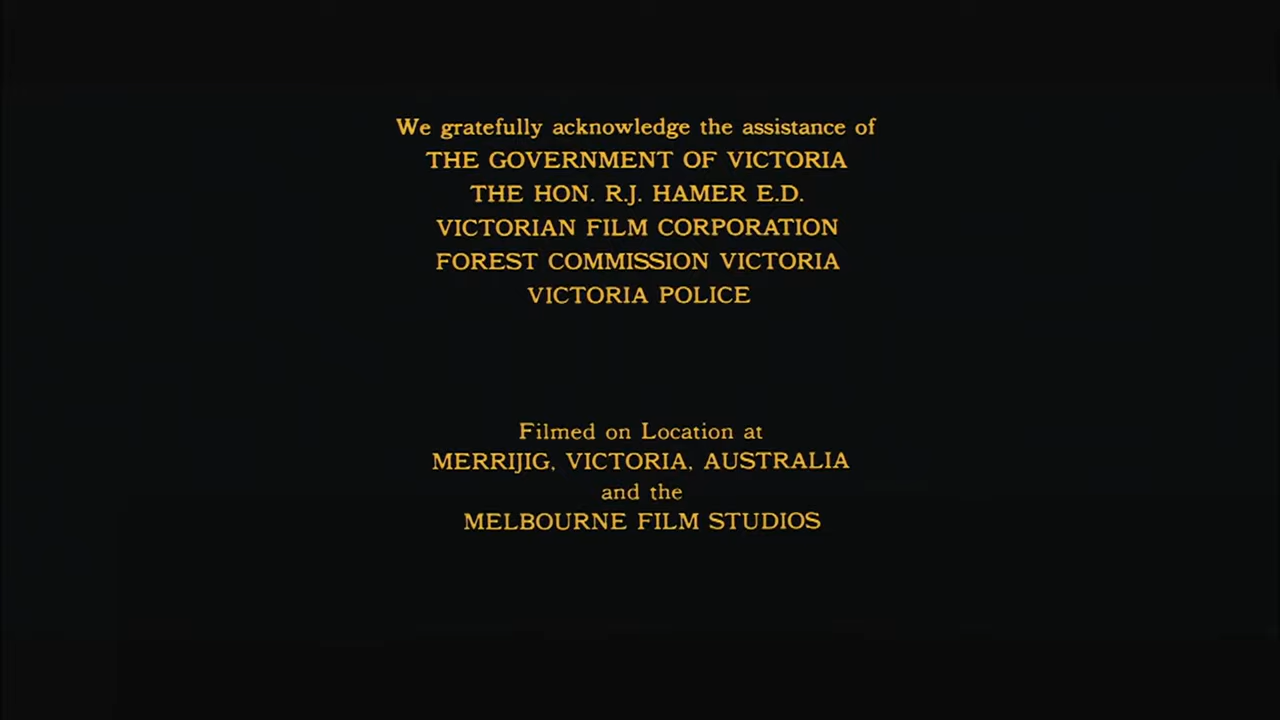 We gratefully acknowledge the assistance of
THE GOVERNMENT OF VICTORIA
THE HON. R.J. HAMER E.D.
VICTORIAN FILM CORPORATION
FOREST COMMISSION VICTORIA
VICTORIA POLICE
Filmed on Location at
MERRIJIG, VICTORIA, AUSTRALIA
and the
MELBOURNE FILM STUDIOS